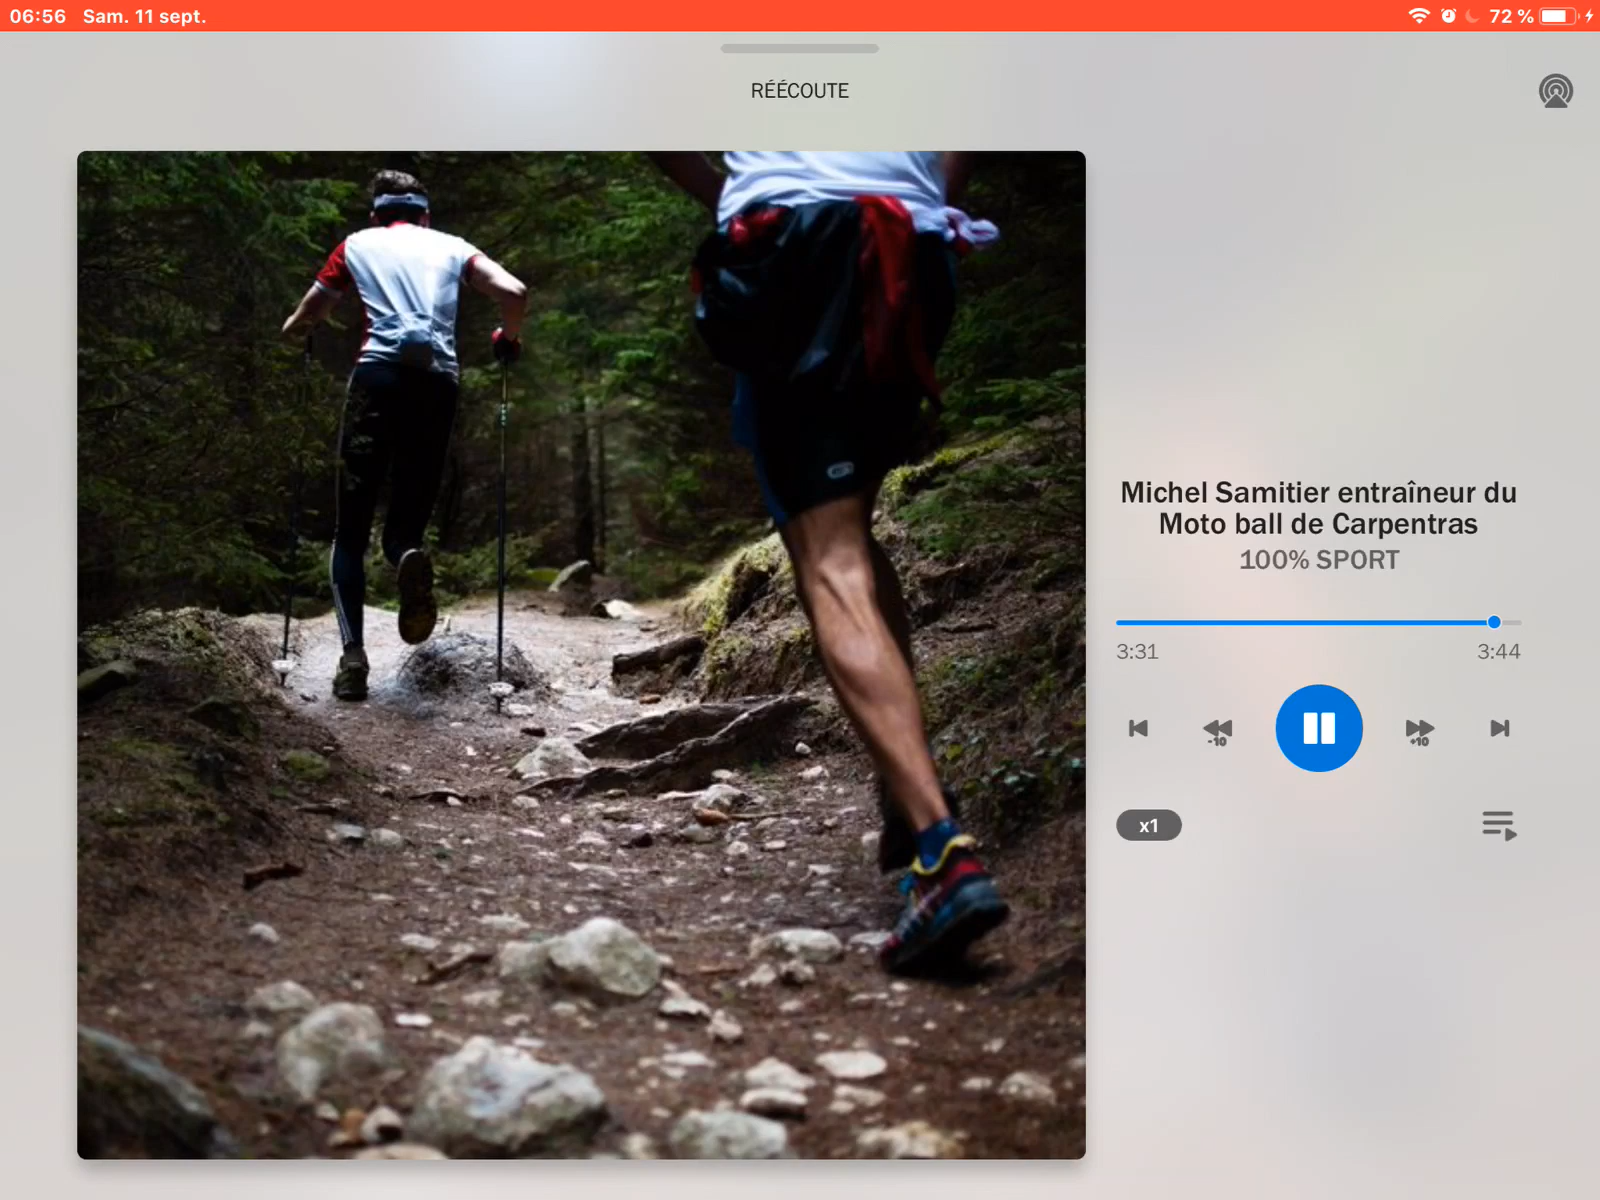 06:56 Sam. 11 sept.
72 %
RÉÉCOUTE
Michel Samitier entraîneur du
Moto ball de Carpentras
100% SPORT
3:31 3:44
-10 +10
x1